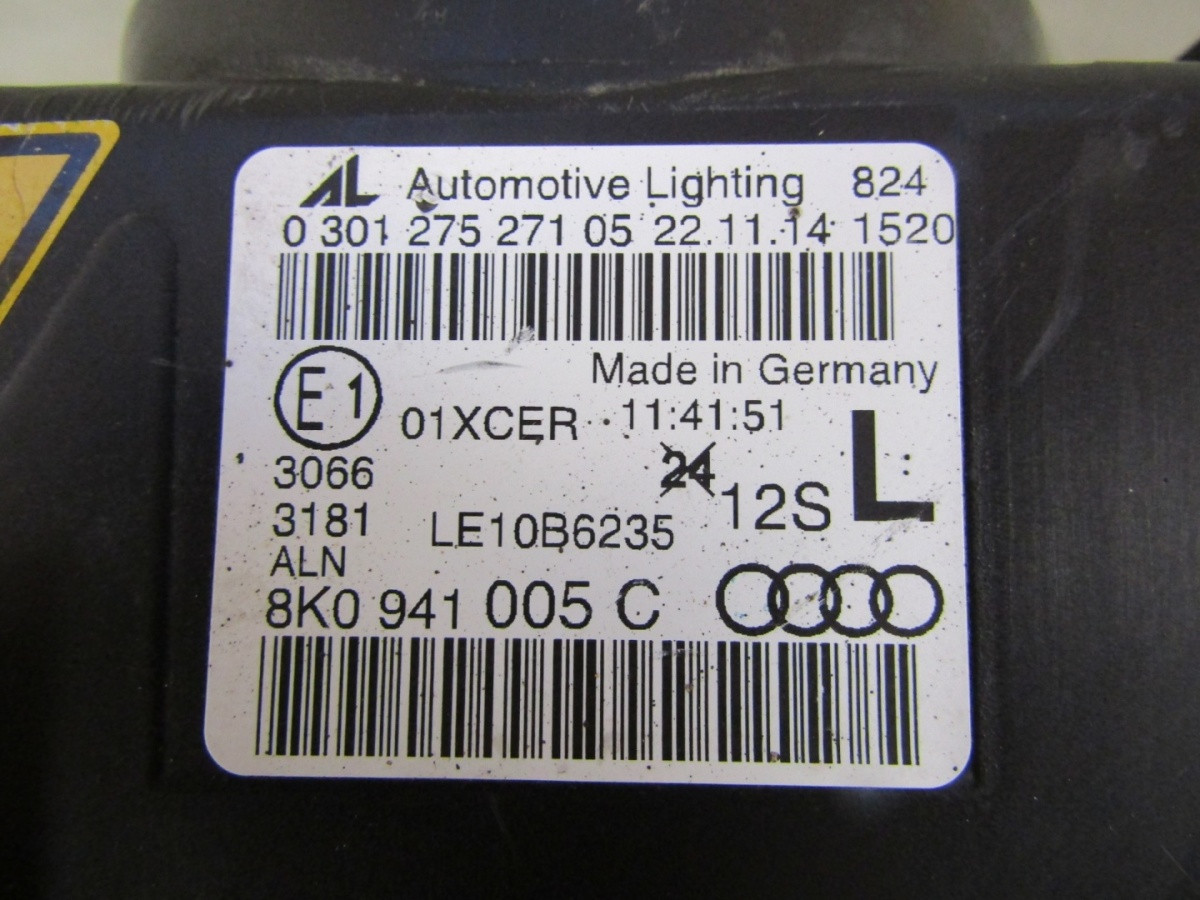 AL Automotive Lighting 824
0 301 275 271 05 22.11.14 1520
Made in Germany
E1 01XCER 11:41:51
3066 24 12S L
3181 LE10B6235
ALN
8K0 941 005 C